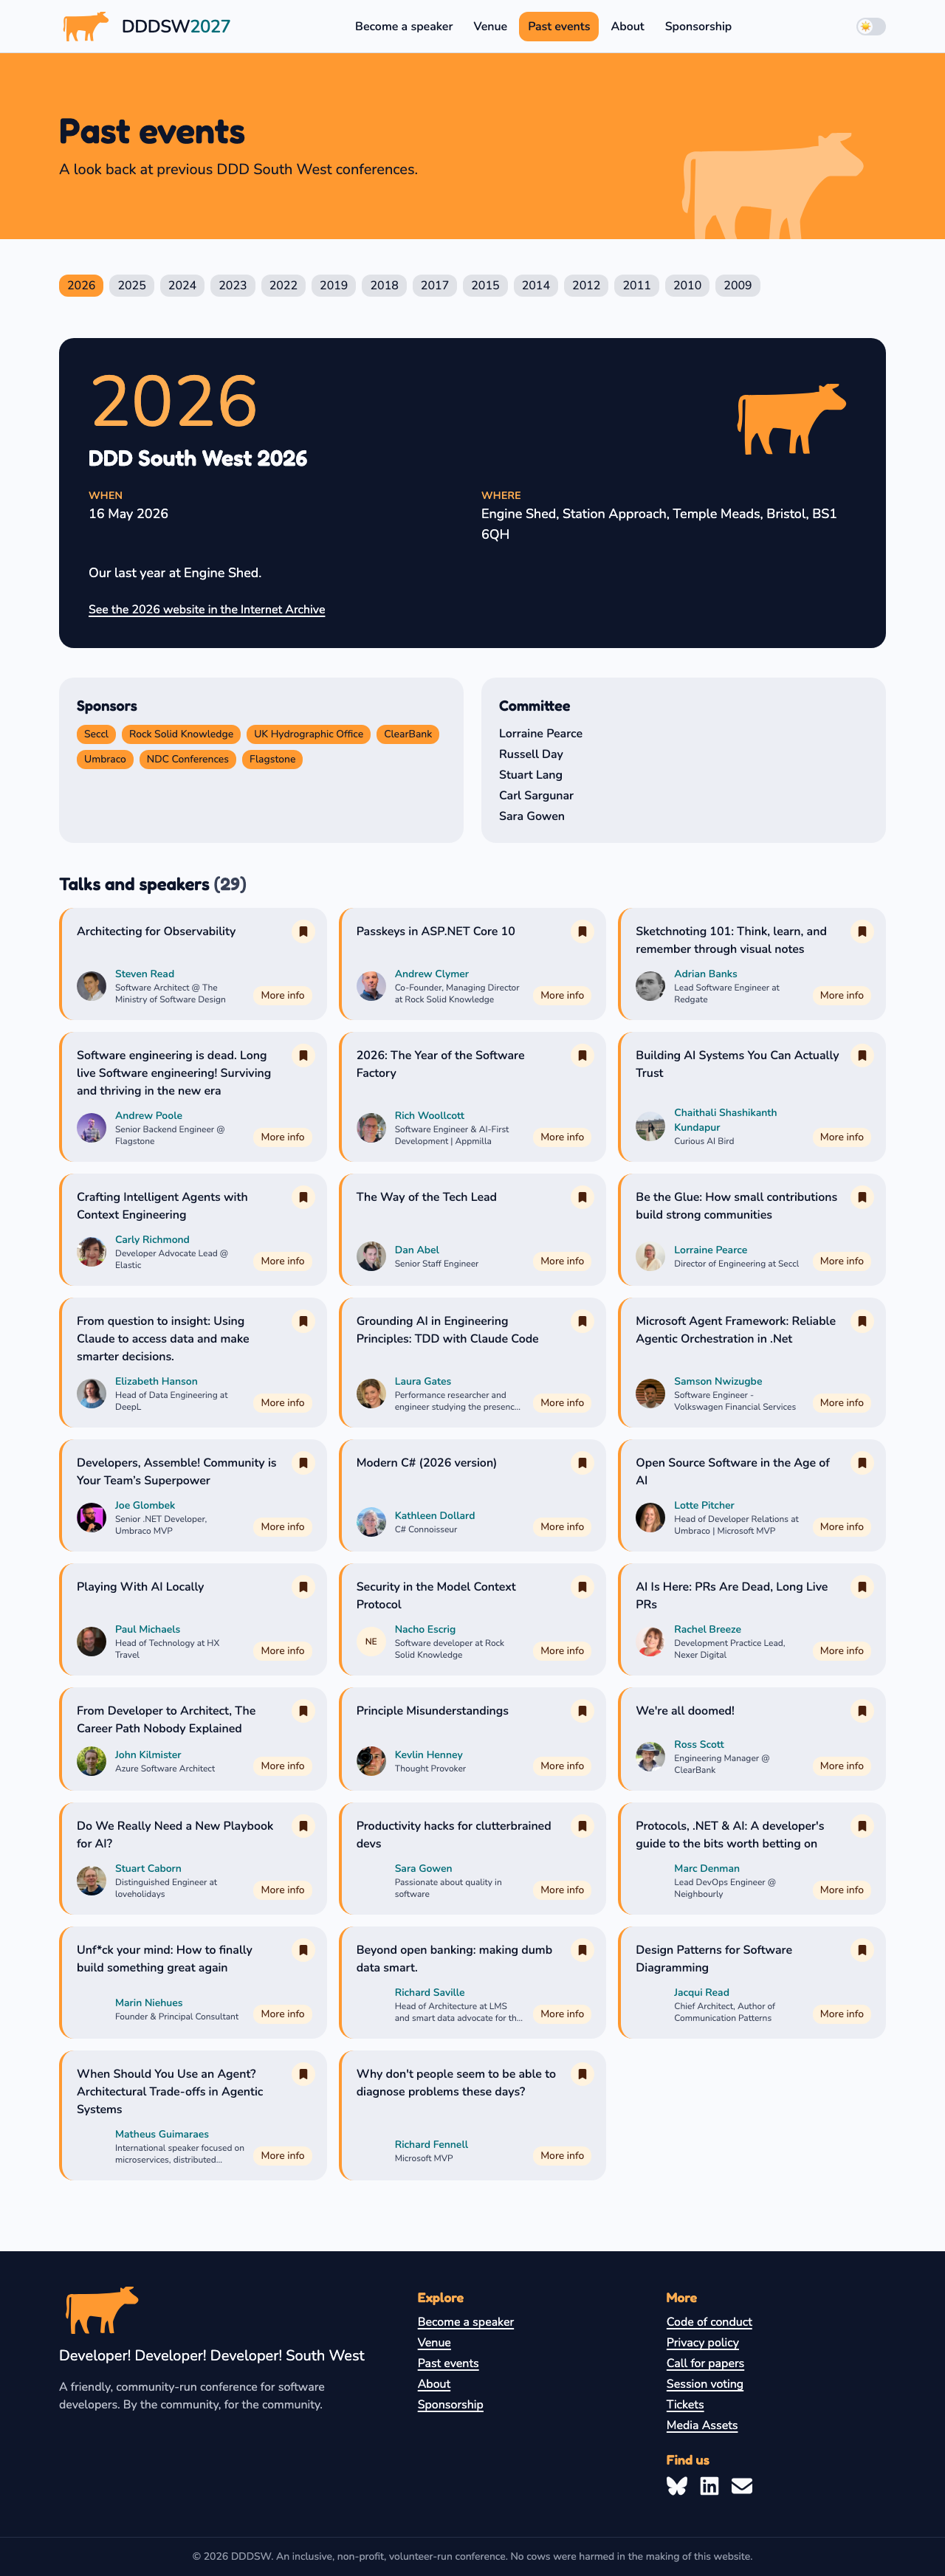 DDDSW2027
Become a speaker
Venue
Past events
About
Sponsorship
Past events
A look back at previous DDD South West conferences.
2026
2025
2024
2023
2022
2019
2018
2017
2015
2014
2012
2011
2010
2009
2026
DDD South West 2026
WHEN
16 May 2026
WHERE
Engine Shed, Station Approach, Temple Meads, Bristol, BS1
6QH
Our last year at Engine Shed.
See the 2026 website in the Internet Archive
Sponsors
Seccl
Rock Solid Knowledge
UK Hydrographic Office
ClearBank
Umbraco
NDC Conferences
Flagstone
Committee
Lorraine Pearce
Russell Day
Stuart Lang
Carl Sargunar
Sara Gowen
Talks and speakers (29)
Architecting for Observability
Steven Read
Software Architect @ The
Ministry of Software Design
More info
Passkeys in ASP.NET Core 10
Andrew Clymer
Co-Founder, Managing Director
at Rock Solid Knowledge
More info
Sketchnoting 101: Think, learn, and
remember through visual notes
Adrian Banks
Lead Software Engineer at
Redgate
More info
Software engineering is dead. Long
live Software engineering! Surviving
and thriving in the new era
Andrew Poole
Senior Backend Engineer @
Flagstone
More info
2026: The Year of the Software
Factory
Rich Woollcott
Software Engineer & AI-First
Development | Appmilla
More info
Building AI Systems You Can Actually
Trust
Chaithali Shashikanth
Kundapur
Curious AI Bird
More info
Crafting Intelligent Agents with
Context Engineering
Carly Richmond
Developer Advocate Lead @
Elastic
More info
The Way of the Tech Lead
Dan Abel
Senior Staff Engineer
More info
Be the Glue: How small contributions
build strong communities
Lorraine Pearce
Director of Engineering at Seccl
More info
From question to insight: Using
Claude to access data and make
smarter decisions.
Elizabeth Hanson
Head of Data Engineering at
DeepL
More info
Grounding AI in Engineering
Principles: TDD with Claude Code
Laura Gates
Performance researcher and
engineer studying the presenc...
More info
Microsoft Agent Framework: Reliable
Agentic Orchestration in .Net
Samson Nwizugbe
Software Engineer -
Volkswagen Financial Services
More info
Developers, Assemble! Community is
Your Team's Superpower
Joe Glombek
Senior .NET Developer,
Umbraco MVP
More info
Modern C# (2026 version)
Kathleen Dollard
C# Connoisseur
More info
Open Source Software in the Age of
AI
Lotte Pitcher
Head of Developer Relations at
Umbraco | Microsoft MVP
More info
Playing With AI Locally
Paul Michaels
Head of Technology at HX
Travel
More info
Security in the Model Context
Protocol
NE
Nacho Escrig
Software developer at Rock
Solid Knowledge
More info
AI Is Here: PRs Are Dead, Long Live
PRs
Rachel Breeze
Development Practice Lead,
Nexer Digital
More info
From Developer to Architect, The
Career Path Nobody Explained
John Kilmister
Azure Software Architect
More info
Principle Misunderstandings
Kevlin Henney
Thought Provoker
More info
We're all doomed!
Ross Scott
Engineering Manager @
ClearBank
More info
Do We Really Need a New Playbook
for AI?
Stuart Caborn
Distinguished Engineer at
loveholidays
More info
Productivity hacks for clutterbrained
devs
Sara Gowen
Passionate about quality in
software
More info
Protocols, .NET & AI: A developer's
guide to the bits worth betting on
Marc Denman
Lead DevOps Engineer @
Neighbourly
More info
Unf*ck your mind: How to finally
build something great again
Marin Niehues
Founder & Principal Consultant
More info
Beyond open banking: making dumb
data smart.
Richard Saville
Head of Architecture at LMS
and smart data advocate for th...
More info
Design Patterns for Software
Diagramming
Jacqui Read
Chief Architect, Author of
Communication Patterns
More info
When Should You Use an Agent?
Architectural Trade-offs in Agentic
Systems
Matheus Guimaraes
International speaker focused on
microservices, distributed...
More info
Why don't people seem to be able to
diagnose problems these days?
Richard Fennell
Microsoft MVP
More info
Developer! Developer! Developer! South West
A friendly, community-run conference for software
developers. By the community, for the community.
Explore
Become a speaker
Venue
Past events
About
Sponsorship
More
Code of conduct
Privacy policy
Call for papers
Session voting
Tickets
Media Assets
Find us
© 2026 DDDSW. An inclusive, non-profit, volunteer-run conference. No cows were harmed in the making of this website.